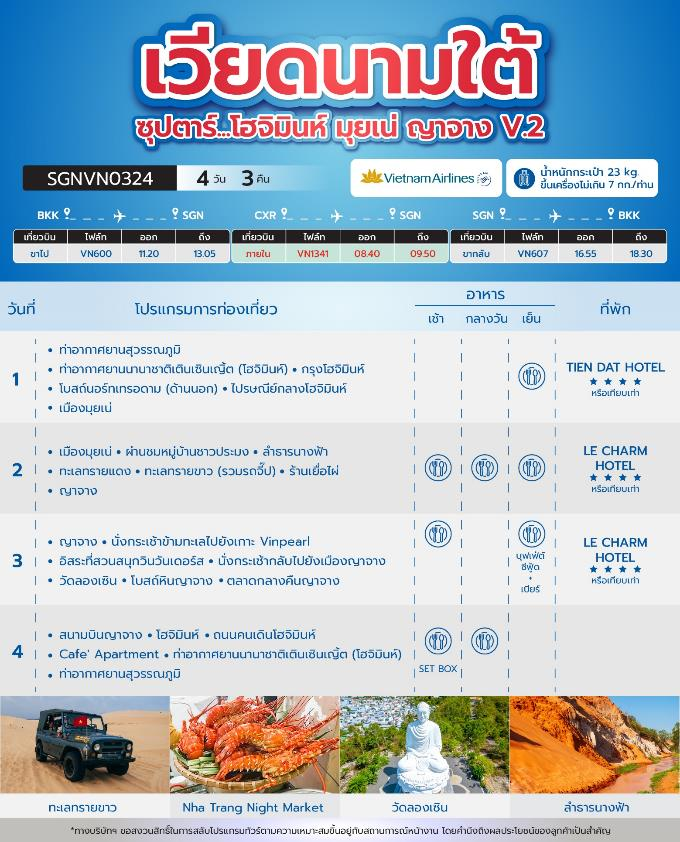 เวียดนามใต้
ซุปตาร์...โฮจิมินห์ มุยเน่ ญาจาง V.2
SGNVN0324 4 วัน 3 คืน
Vietnam Airlines
น้ำหนักกระเป๋า 23 kg.
ขึ้นเครื่องไม่เกิน 7 กก./ท่าน
BKK SGN CXR SGN SGN BKK
เที่ยวบิน ไฟล์ท ออก ถึง เที่ยวบิน ไฟล์ท ออก ถึง เที่ยวบิน ไฟล์ท ออก ถึง
ขาไป VN600 11.20 13.05 ภายใน VN1341 08.40 09.50 ขากลับ VN607 16.55 18.30
วันที่ โปรแกรมการท่องเที่ยว อาหาร ที่พัก
เช้า กลางวัน เย็น
1
• ท่าอากาศยานสุวรรณภูมิ
• ท่าอากาศยานนานาชาติเตินเซินเญิ้ต (โฮจิมินห์) • กรุงโฮจิมินห์
• โบสถ์นอร์ทเทรอดาม (ด้านนอก) • ไปรษณีย์กลางโฮจิมินห์
• เมืองมุยเน่
TIEN DAT HOTEL
★ ★ ★ ★
หรือเทียบเท่า
2
• เมืองมุยเน่ • ผ่านชมหมู่บ้านชาวประมง • ลำธารนางฟ้า
• ทะเลทรายแดง • ทะเลทรายขาว (รวมรถจี๊ป) • ร้านเยื่อไผ่
• ญาจาง
LE CHARM
HOTEL
★ ★ ★ ★
หรือเทียบเท่า
3
• ญาจาง • นั่งกระเช้าข้ามทะเลไปยังเกาะ Vinpearl
• อิสระที่สวนสนุกวินวันเดอร์ส • นั่งกระเช้ากลับไปยังเมืองญาจาง
• วัดลองเซิน • โบสถ์หินญาจาง • ตลาดกลางคืนญาจาง
บุฟเฟ่ต์
ซีฟู้ด
+
เบียร์
LE CHARM
HOTEL
★ ★ ★ ★
หรือเทียบเท่า
4
• สนามบินญาจาง • โฮจิมินห์ • ถนนคนเดินโฮจิมินห์
• Cafe' Apartment • ท่าอากาศยานนานาชาติเตินเซินเญิ้ต (โฮจิมินห์)
• ท่าอากาศยานสุวรรณภูมิ
SET BOX
ทะเลทรายขาว Nha Trang Night Market วัดลองเซิน ลำธารนางฟ้า
*ทางบริษัทฯ ขอสงวนสิทธิ์ในการสลับโปรแกรมทัวร์ตามความเหมาะสมขึ้นอยู่กับสถานการณ์หน้างาน โดยคำนึงถึงผลประโยชน์ของลูกค้าเป็นสำคัญ